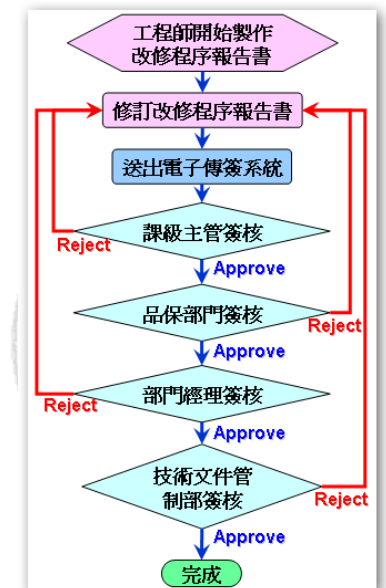 工程師開始製作
改修程序報告書
修訂改修程序報告書
送出電子傳簽系統
課級主管簽核
Reject
Approve
品保部門簽核
Reject
Approve
部門經理簽核
Reject
Approve
技術文件管
制部簽核
Reject
Approve
完成